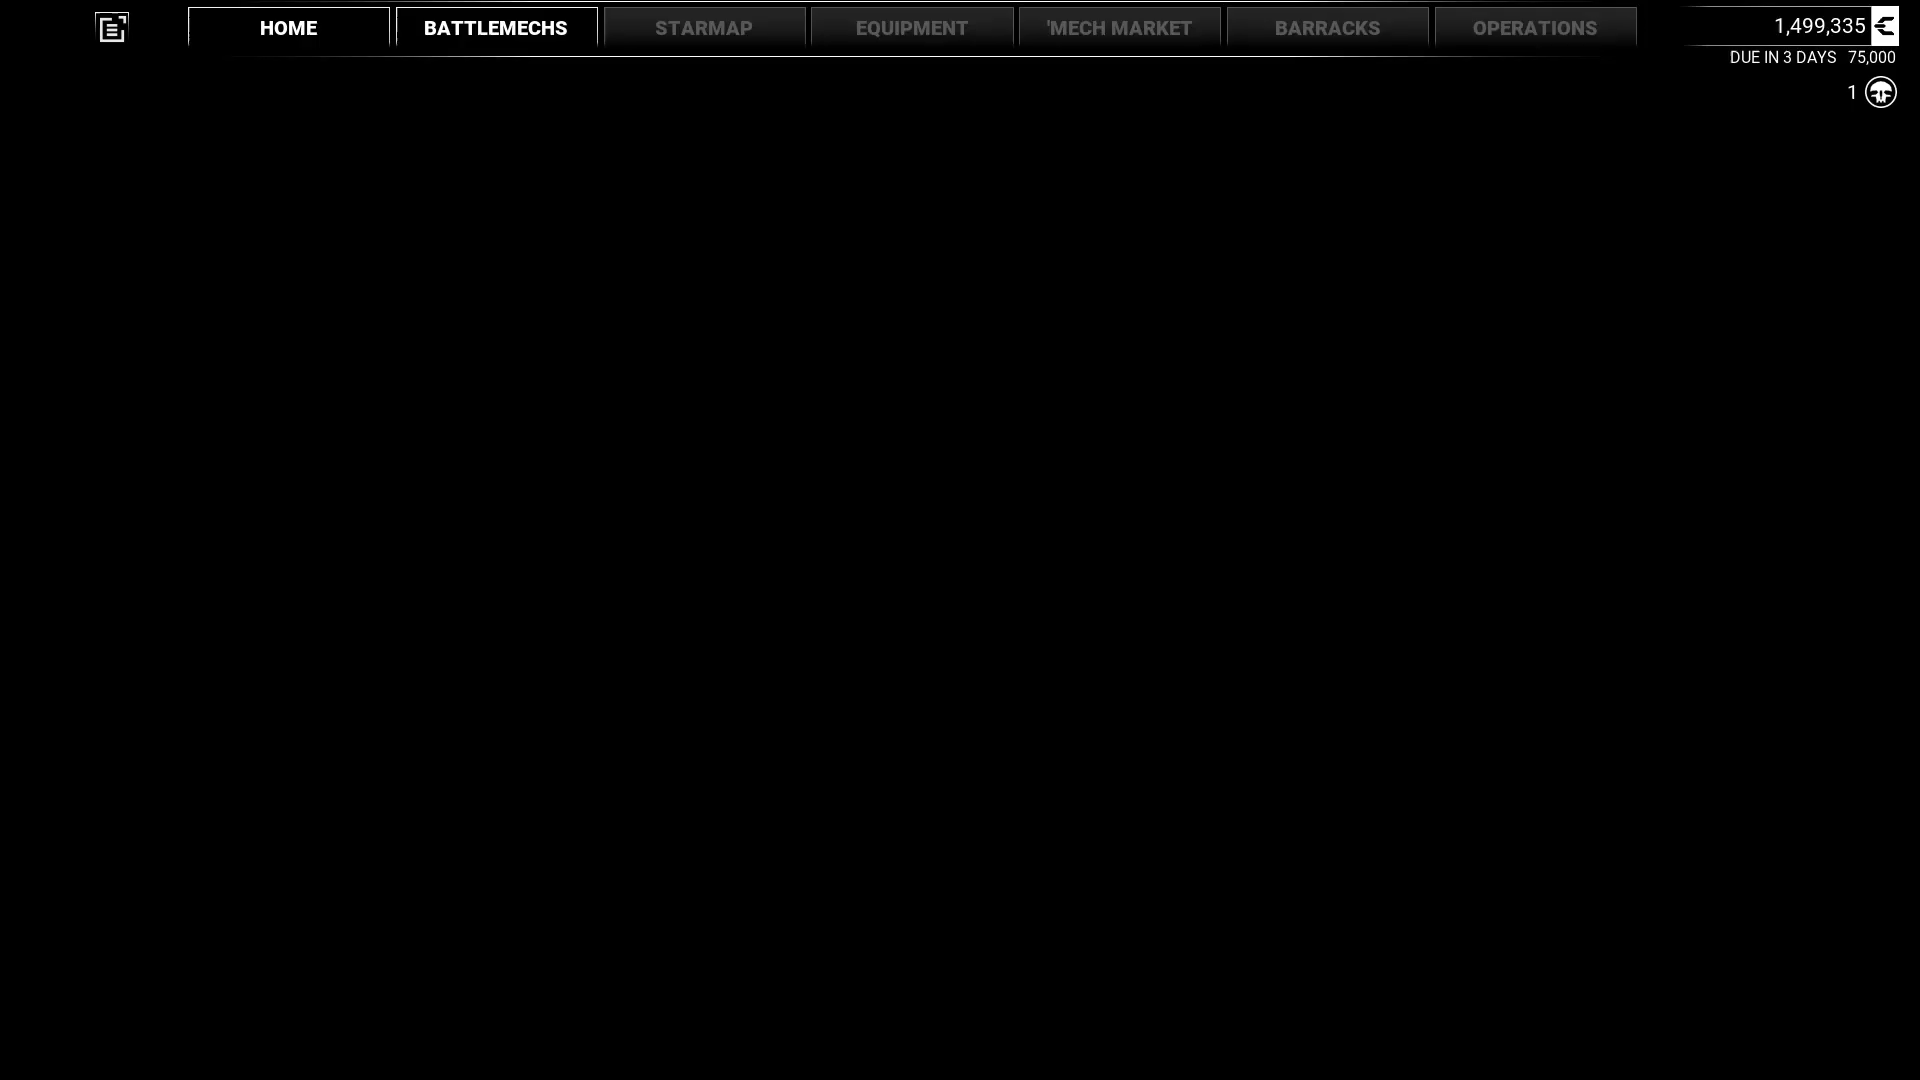 HOME BATTLEMECHS STARMAP EQUIPMENT 'MECH MARKET BARRACKS OPERATIONS 1,499,335
DUE IN 3 DAYS 75,000
1